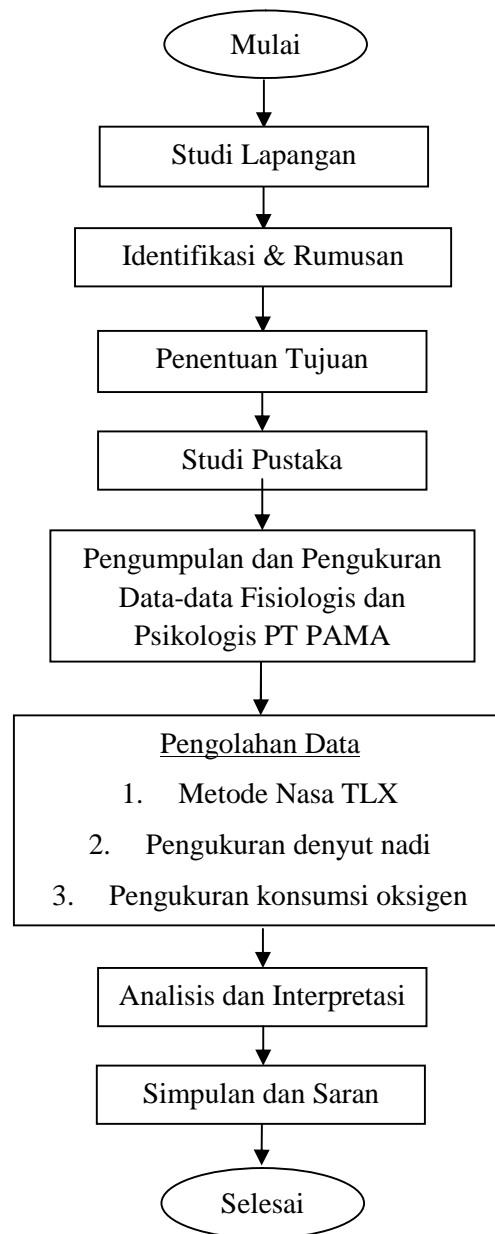 Mulai
Studi Lapangan
Identifikasi & Rumusan
Penentuan Tujuan
Studi Pustaka
Pengumpulan dan Pengukuran
Data-data Fisiologis dan
Psikologis PT PAMA
Pengolahan Data
1. Metode Nasa TLX
2. Pengukuran denyut nadi
3. Pengukuran konsumsi oksigen
Analisis dan Interpretasi
Simpulan dan Saran
Selesai